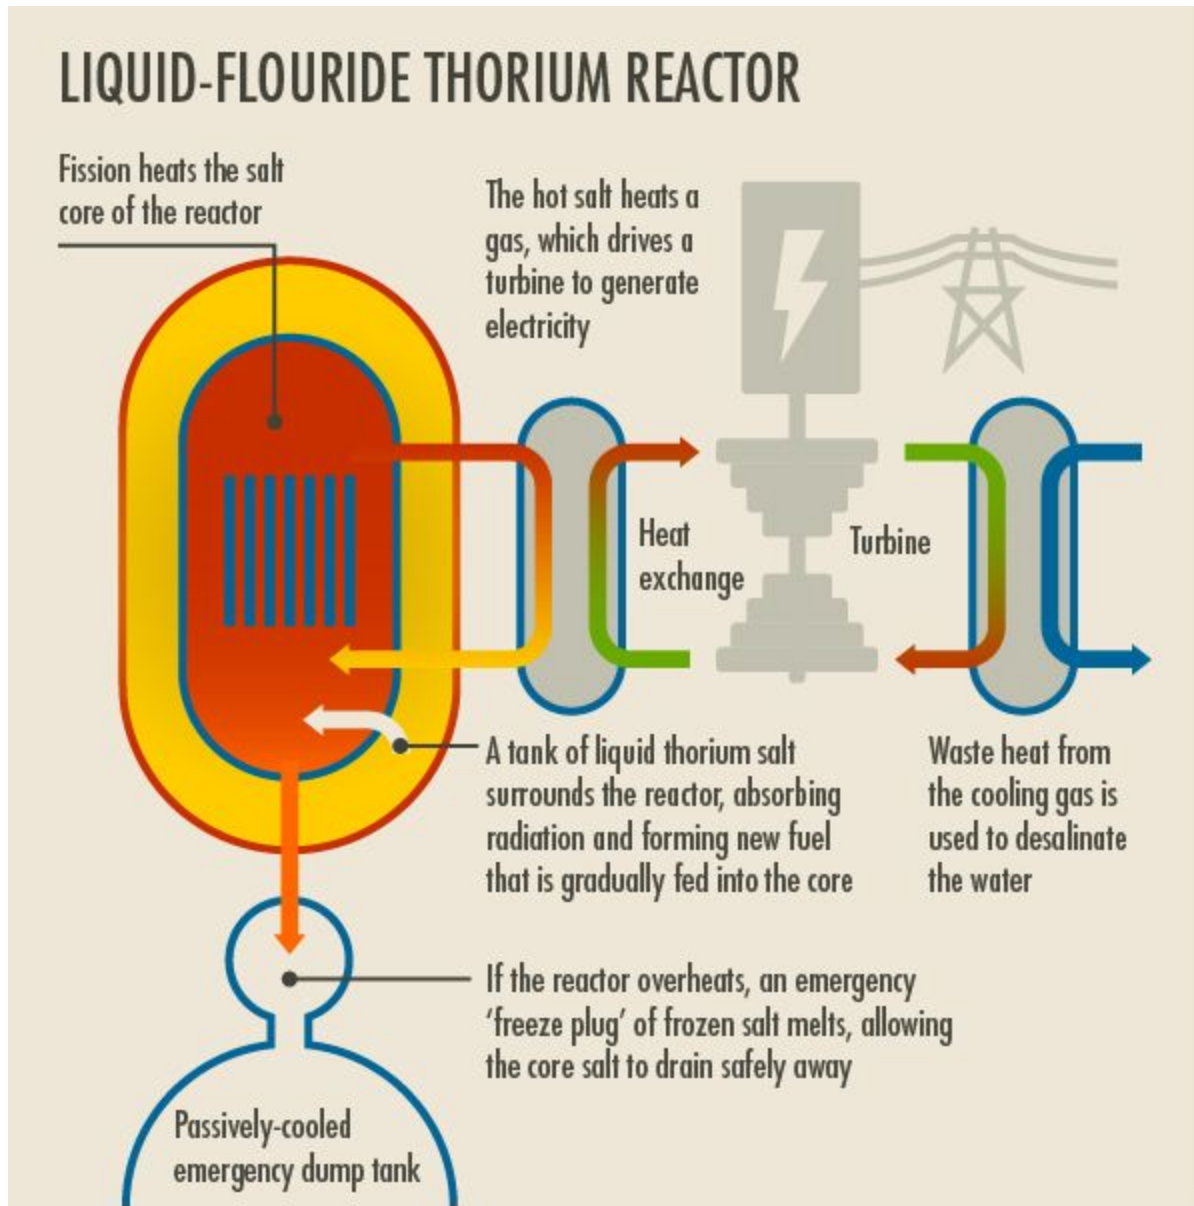 LIQUID-FLOURIDE THORIUM REACTOR
Fission heats the salt
core of the reactor
The hot salt heats a
gas, which drives a
turbine to generate
electricity
Heat
exchange
Turbine
A tank of liquid thorium salt
surrounds the reactor, absorbing
radiation and forming new fuel
that is gradually fed into the core
Waste heat from
the cooling gas is
used to desalinate
the water
If the reactor overheats, an emergency
‘freeze plug’ of frozen salt melts, allowing
the core salt to drain safely away
Passively-cooled
emergency dump tank